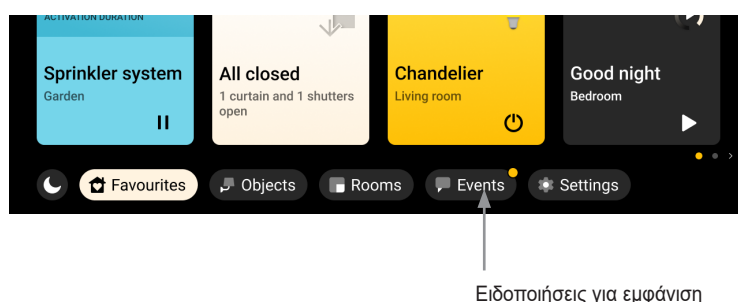 ACTIVATION DURATION
Sprinkler system
Garden
All closed
1 curtain and 1 shutters
open
Chandelier
Living room
Good night
Bedroom
Favourites
Objects
Rooms
Events
Settings
Ειδοποιήσεις για εμφάνιση